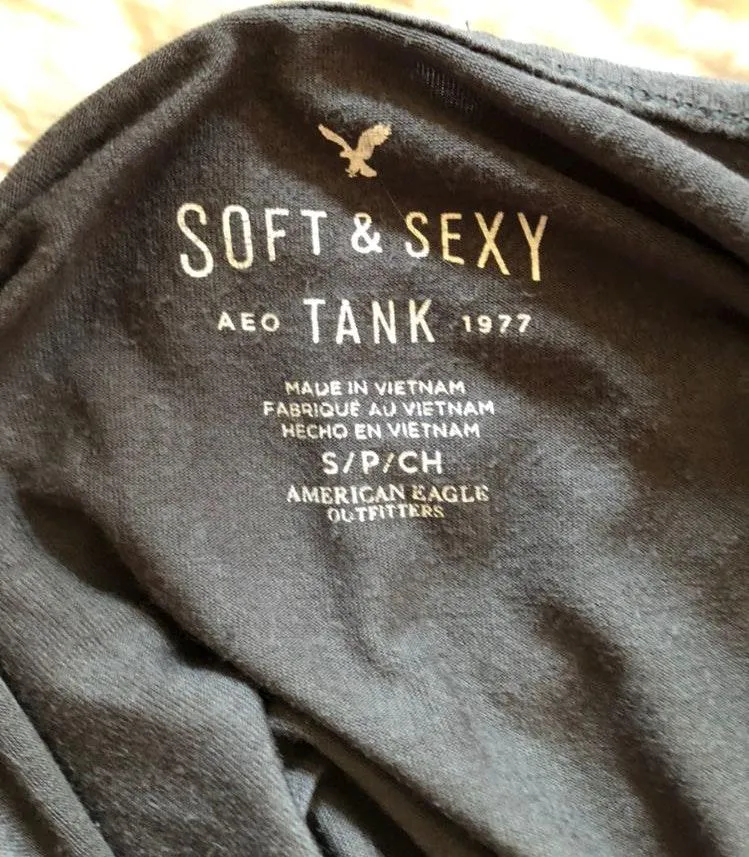 SOFT & SEXY
AEO TANK 1977
MADE IN VIETNAM
FABRIQUÉ AU VIETNAM
HECHO EN VIETNAM
S/P/CH
AMERICAN EAGLE
OUTFITTERS